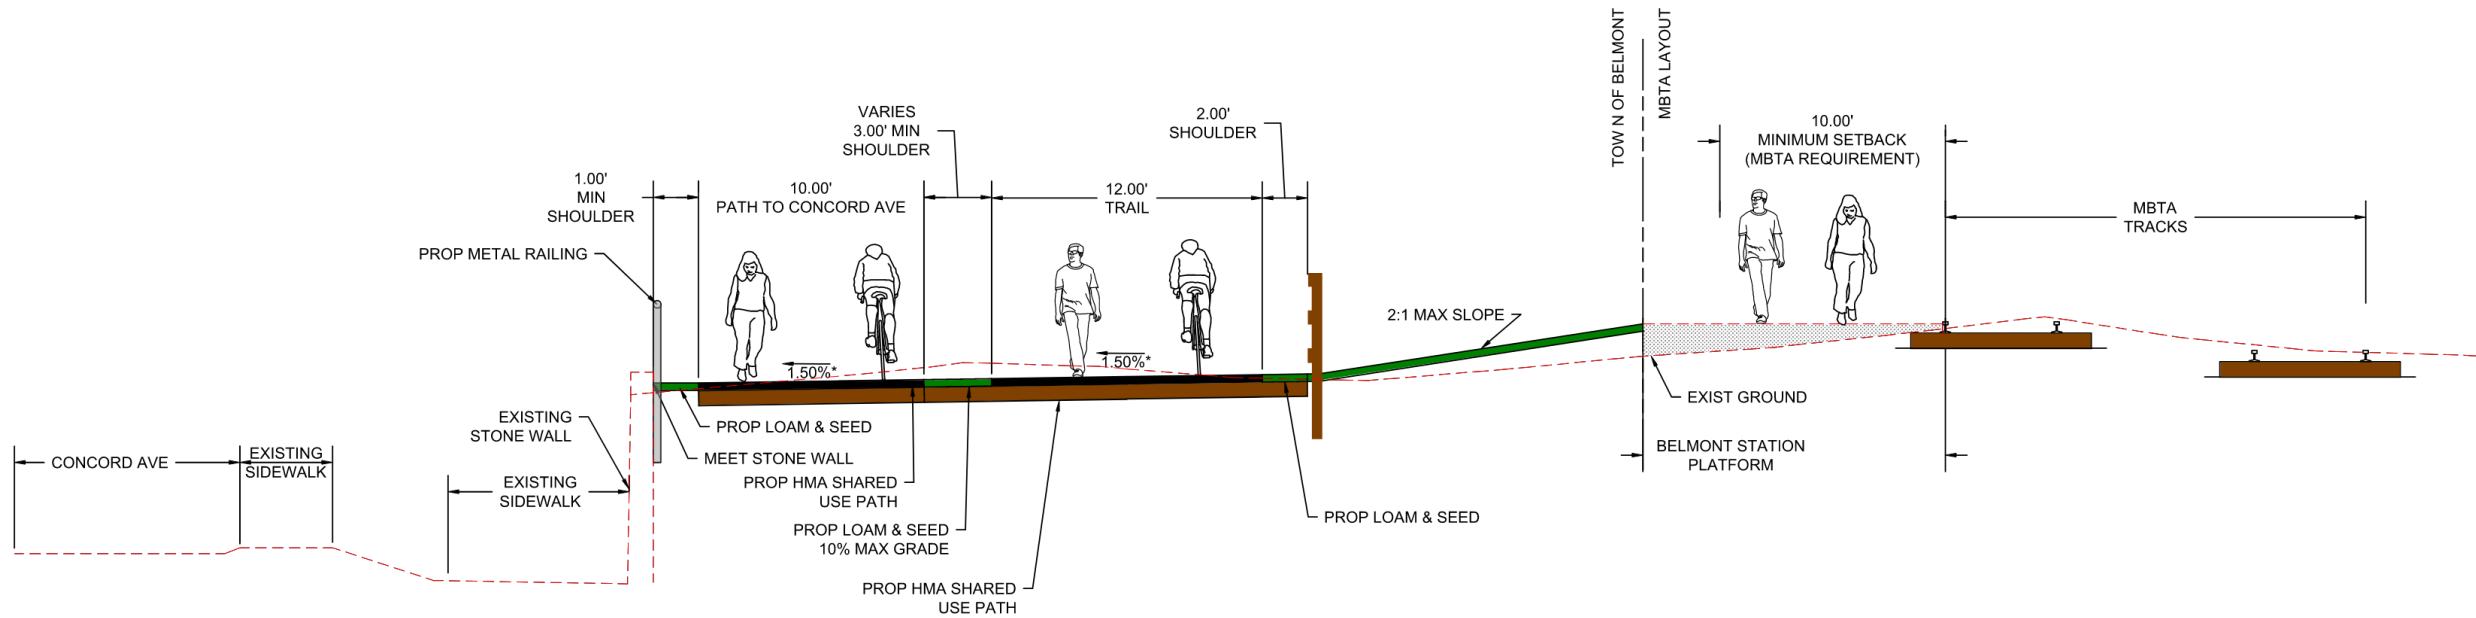 TOW N OF BELMONT
MBTA LAYOUT
VARIES
3.00' MIN
SHOULDER
2.00'
SHOULDER
10.00'
MINIMUM SETBACK
(MBTA REQUIREMENT)
1.00'
MIN
SHOULDER
10.00'
PATH TO CONCORD AVE
12.00'
TRAIL
MBTA
TRACKS
PROP METAL RAILING
2:1 MAX SLOPE
1.50%*
1.50%*
EXISTING
STONE WALL
PROP LOAM & SEED
EXIST GROUND
CONCORD AVE
EXISTING
SIDEWALK
EXISTING
SIDEWALK
MEET STONE WALL
PROP HMA SHARED
USE PATH
BELMONT STATION
PLATFORM
PROP LOAM & SEED
10% MAX GRADE
PROP LOAM & SEED
PROP HMA SHARED
USE PATH